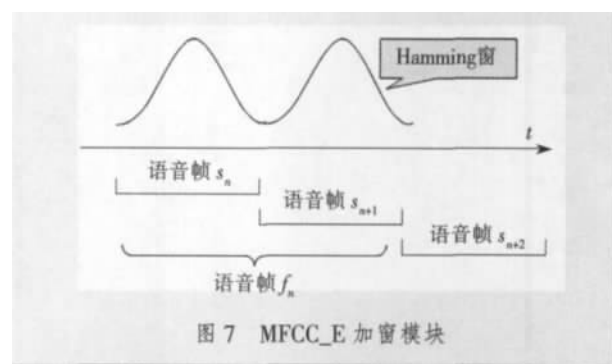 Hamming窗
t
语音帧 sₙ
语音帧 sₙ₊₁
语音帧 sₙ₊₂
语音帧 fₙ
图 7 MFCC_E 加窗模块